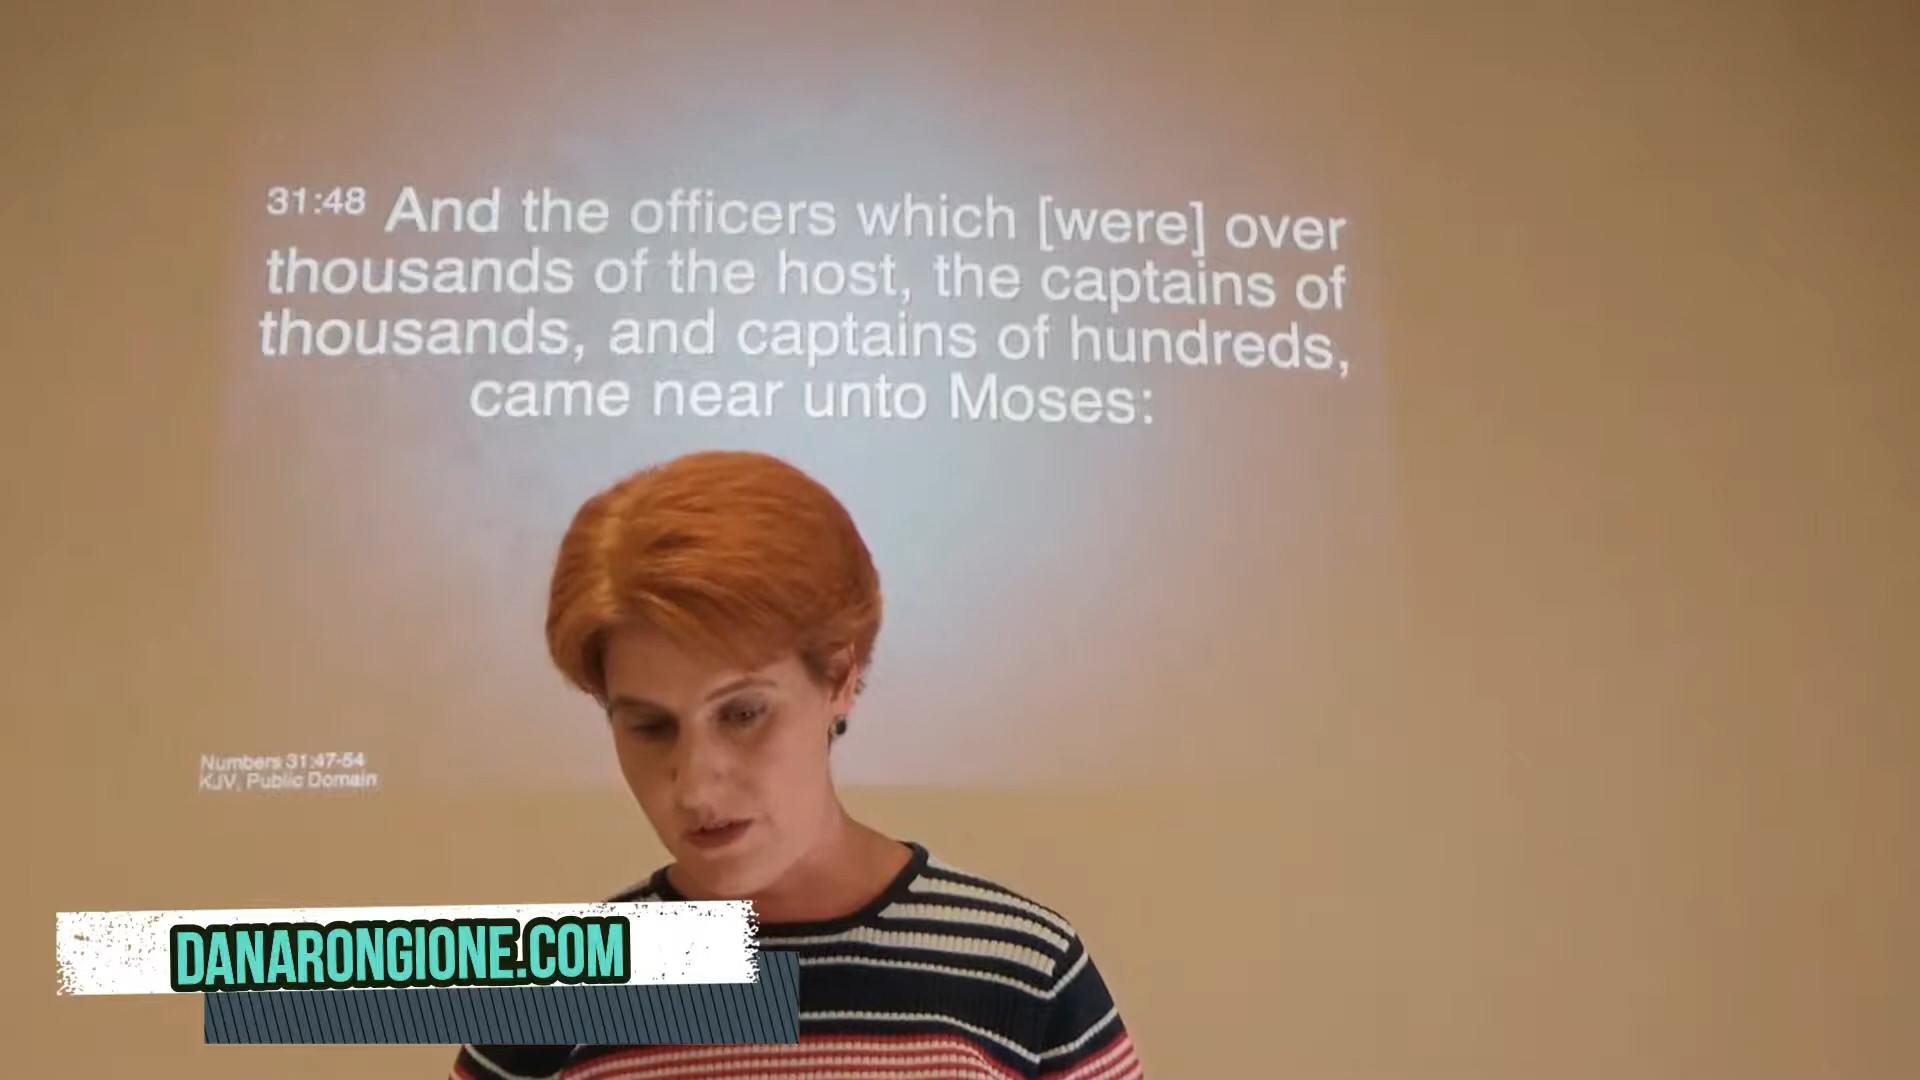 31:48 And the officers which [were] over
thousands of the host, the captains of
thousands, and captains of hundreds,
came near unto Moses:
Numbers 31:47-54
KJV, Public Domain
DANARONGIONE.COM